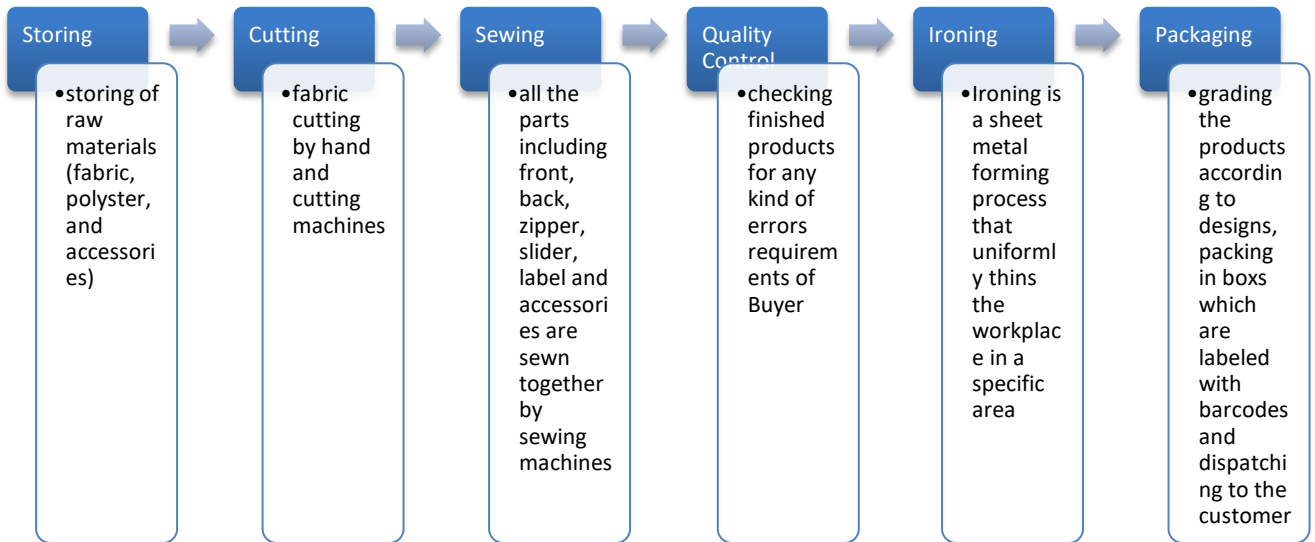 Storing
•storing of
raw
materials
(fabric,
polyster,
and
accessori
es)
Cutting
•fabric
cutting
by hand
and
cutting
machines
Sewing
•all the
parts
including
front,
back,
zipper,
slider,
label and
accessori
es are
sewn
together
by
sewing
machines
Quality
Control
•checking
finished
products
for any
kind of
errors
requirem
ents of
Buyer
Ironing
•Ironing is
a sheet
metal
forming
process
that
uniforml
y thins
the
workplac
e in a
specific
area
Packaging
•grading
the
products
accordin
g to
designs,
packing
in boxs
which
are
labeled
with
barcodes
and
dispatchi
ng to the
customer